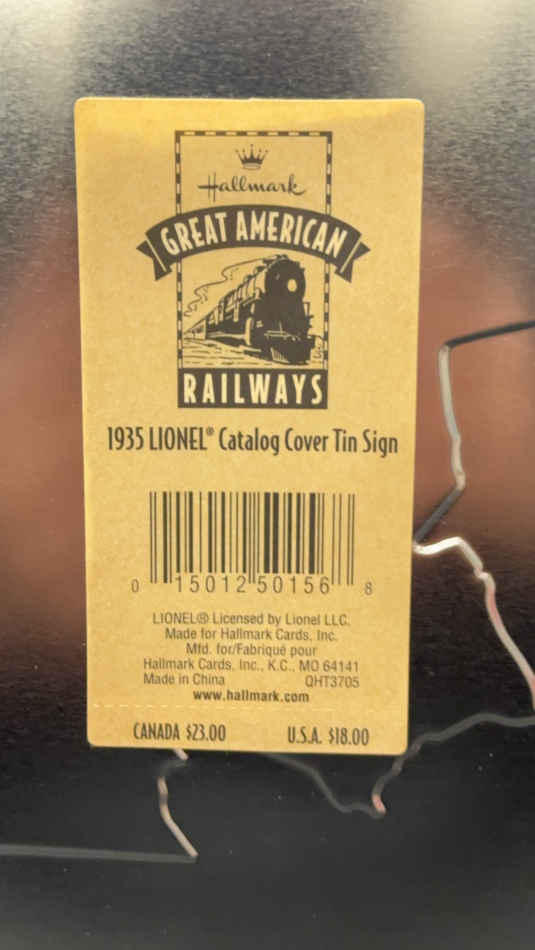 Hallmark
GREAT AMERICAN
RAILWAYS
1935 LIONEL® Catalog Cover Tin Sign
0 15012 50156 8
LIONEL® Licensed by Lionel LLC.
Made for Hallmark Cards, Inc.
Mfd. for/Fabriqué pour
Hallmark Cards, Inc., K.C., MO 64141
Made in China QHT3705
www.hallmark.com
CANADA $23.00 U.S.A. $18.00